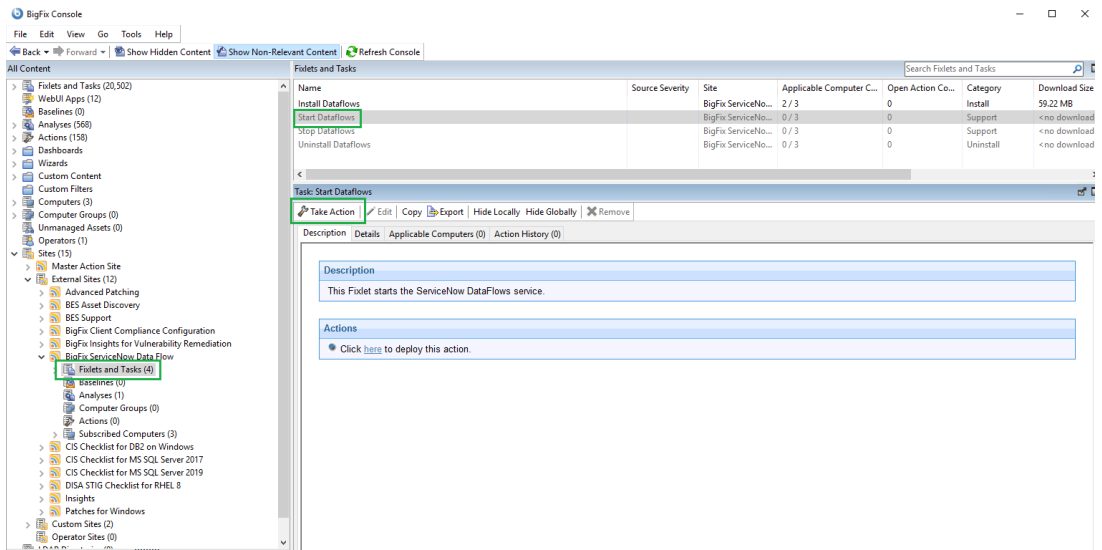 BigFix Console
File Edit View Go Tools Help
Back Forward Show Hidden Content Show Non-Relevant Content Refresh Console
All Content
Fixlets and Tasks (20,502)
WebUI Apps (12)
Baselines (0)
Analyses (568)
Actions (158)
Dashboards
Wizards
Custom Content
Custom Filters
Computers (3)
Computer Groups (0)
Unmanaged Assets (0)
Operators (1)
Sites (15)
Master Action Site
External Sites (12)
Advanced Patching
BES Asset Discovery
BES Support
BigFix Client Compliance Configuration
BigFix Insights for Vulnerability Remediation
BigFix ServiceNow Data Flow
Fixlets and Tasks (4)
Baselines (0)
Analyses (1)
Computer Groups (0)
Actions (0)
Subscribed Computers (3)
CIS Checklist for DB2 on Windows
CIS Checklist for MS SQL Server 2017
CIS Checklist for MS SQL Server 2019
DISA STIG Checklist for RHEL 8
Insights
Patches for Windows
Custom Sites (2)
Operator Sites (0)
Fixlets and Tasks Search Fixlets and Tasks
Name Source Severity Site Applicable Computer C... Open Action Co... Category Download Size
Install Dataflows BigFix ServiceNo... 2 / 3 0 Install 59.22 MB
Start Dataflows BigFix ServiceNo... 0 / 3 0 Support <no download
Stop Dataflows BigFix ServiceNo... 0 / 3 0 Support <no download
Uninstall Dataflows BigFix ServiceNo... 0 / 3 0 Uninstall <no download
Task: Start Dataflows
Take Action Edit Copy Export Hide Locally Hide Globally Remove
Description Details Applicable Computers (0) Action History (0)
Description
This Fixlet starts the ServiceNow DataFlows service.
Actions
Click here to deploy this action.